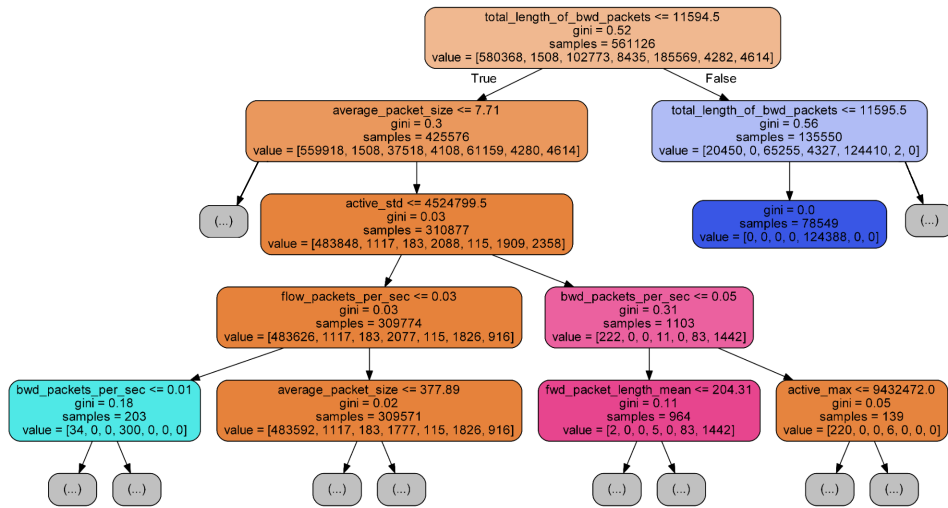 total_length_of_bwd_packets <= 11594.5
gini = 0.52
samples = 561126
value = [580368, 1508, 102773, 8435, 185569, 4282, 4614]
True
False
average_packet_size <= 7.71
gini = 0.3
samples = 425576
value = [559918, 1508, 37518, 4108, 61159, 4280, 4614]
total_length_of_bwd_packets <= 11595.5
gini = 0.56
samples = 135550
value = [20450, 0, 65255, 4327, 124410, 2, 0]
(...)
active_std <= 4524799.5
gini = 0.03
samples = 310877
value = [483848, 1117, 183, 2088, 115, 1909, 2358]
gini = 0.0
samples = 78549
value = [0, 0, 0, 0, 124388, 0, 0]
(...)
flow_packets_per_sec <= 0.03
gini = 0.03
samples = 309774
value = [483626, 1117, 183, 2077, 115, 1826, 916]
bwd_packets_per_sec <= 0.05
gini = 0.31
samples = 1103
value = [222, 0, 0, 11, 0, 83, 1442]
bwd_packets_per_sec <= 0.01
gini = 0.18
samples = 203
value = [34, 0, 0, 300, 0, 0, 0]
average_packet_size <= 377.89
gini = 0.02
samples = 309571
value = [483592, 1117, 183, 1777, 115, 1826, 916]
fwd_packet_length_mean <= 204.31
gini = 0.11
samples = 964
value = [2, 0, 0, 5, 0, 83, 1442]
active_max <= 9432472.0
gini = 0.05
samples = 139
value = [220, 0, 0, 6, 0, 0, 0]
(...)
(...)
(...)
(...)
(...)
(...)
(...)
(...)